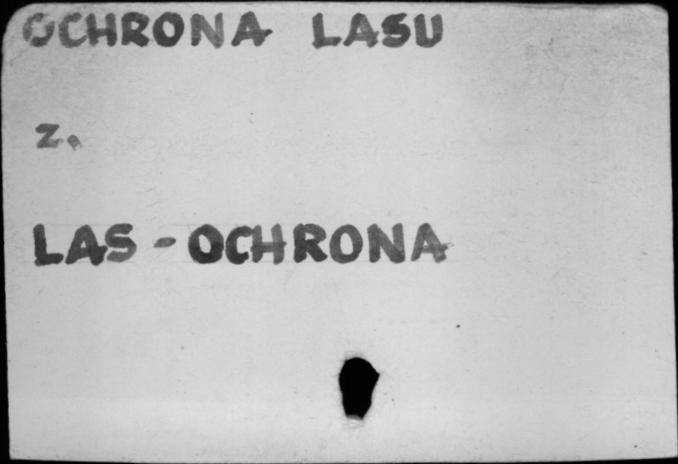 OCHRONA LASU
z.
LAS - OCHRONA